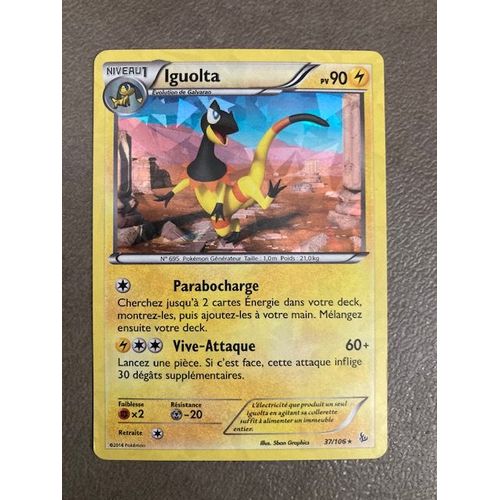 NIVEAU 1
Iguolta
PV 90
Évolution de Galvaran
N° 695 Pokémon Générateur Taille : 1,0m Poids : 21,0kg
Parabocharge
Cherchez jusqu'à 2 cartes Énergie dans votre deck,
montrez-les, puis ajoutez-les à votre main. Mélangez
ensuite votre deck.
Vive-Attaque 60+
Lancez une pièce. Si c'est face, cette attaque inflige
30 dégâts supplémentaires.
Faiblesse
×2
Résistance
-20
Retraite
L'électricité que produit un seul
Iguolta en agitant sa collerette
suffit à alimenter un immeuble
entier.
©2014 Pokémon
Illus. 5ban Graphics
37/106 ★